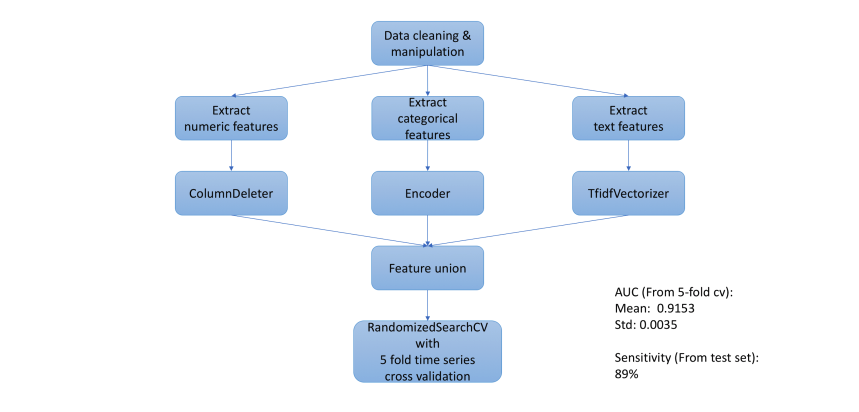 Data cleaning &
manipulation
Extract
numeric features
Extract
categorical
features
Extract
text features
ColumnDeleter
Encoder
TfidfVectorizer
Feature union
RandomizedSearchCV
with
5 fold time series
cross validation
AUC (From 5-fold cv):
Mean:  0.9153
Std: 0.0035
Sensitivity (From test set):
89%